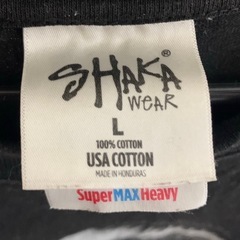 SHAKA
WEAR
L
100% COTTON
USA COTTON
MADE IN HONDURAS
SuperMAXHeavy